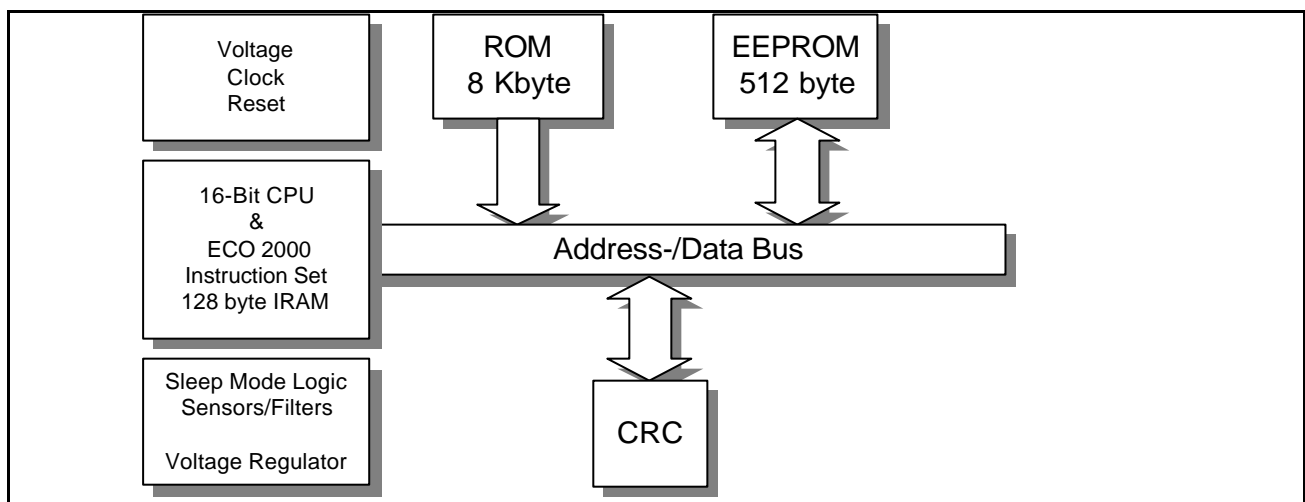 Voltage
Clock
Reset
ROM
8 Kbyte
EEPROM
512 byte
16-Bit CPU
&
ECO 2000
Instruction Set
128 byte IRAM
Address-/Data Bus
Sleep Mode Logic
Sensors/Filters
Voltage Regulator
CRC